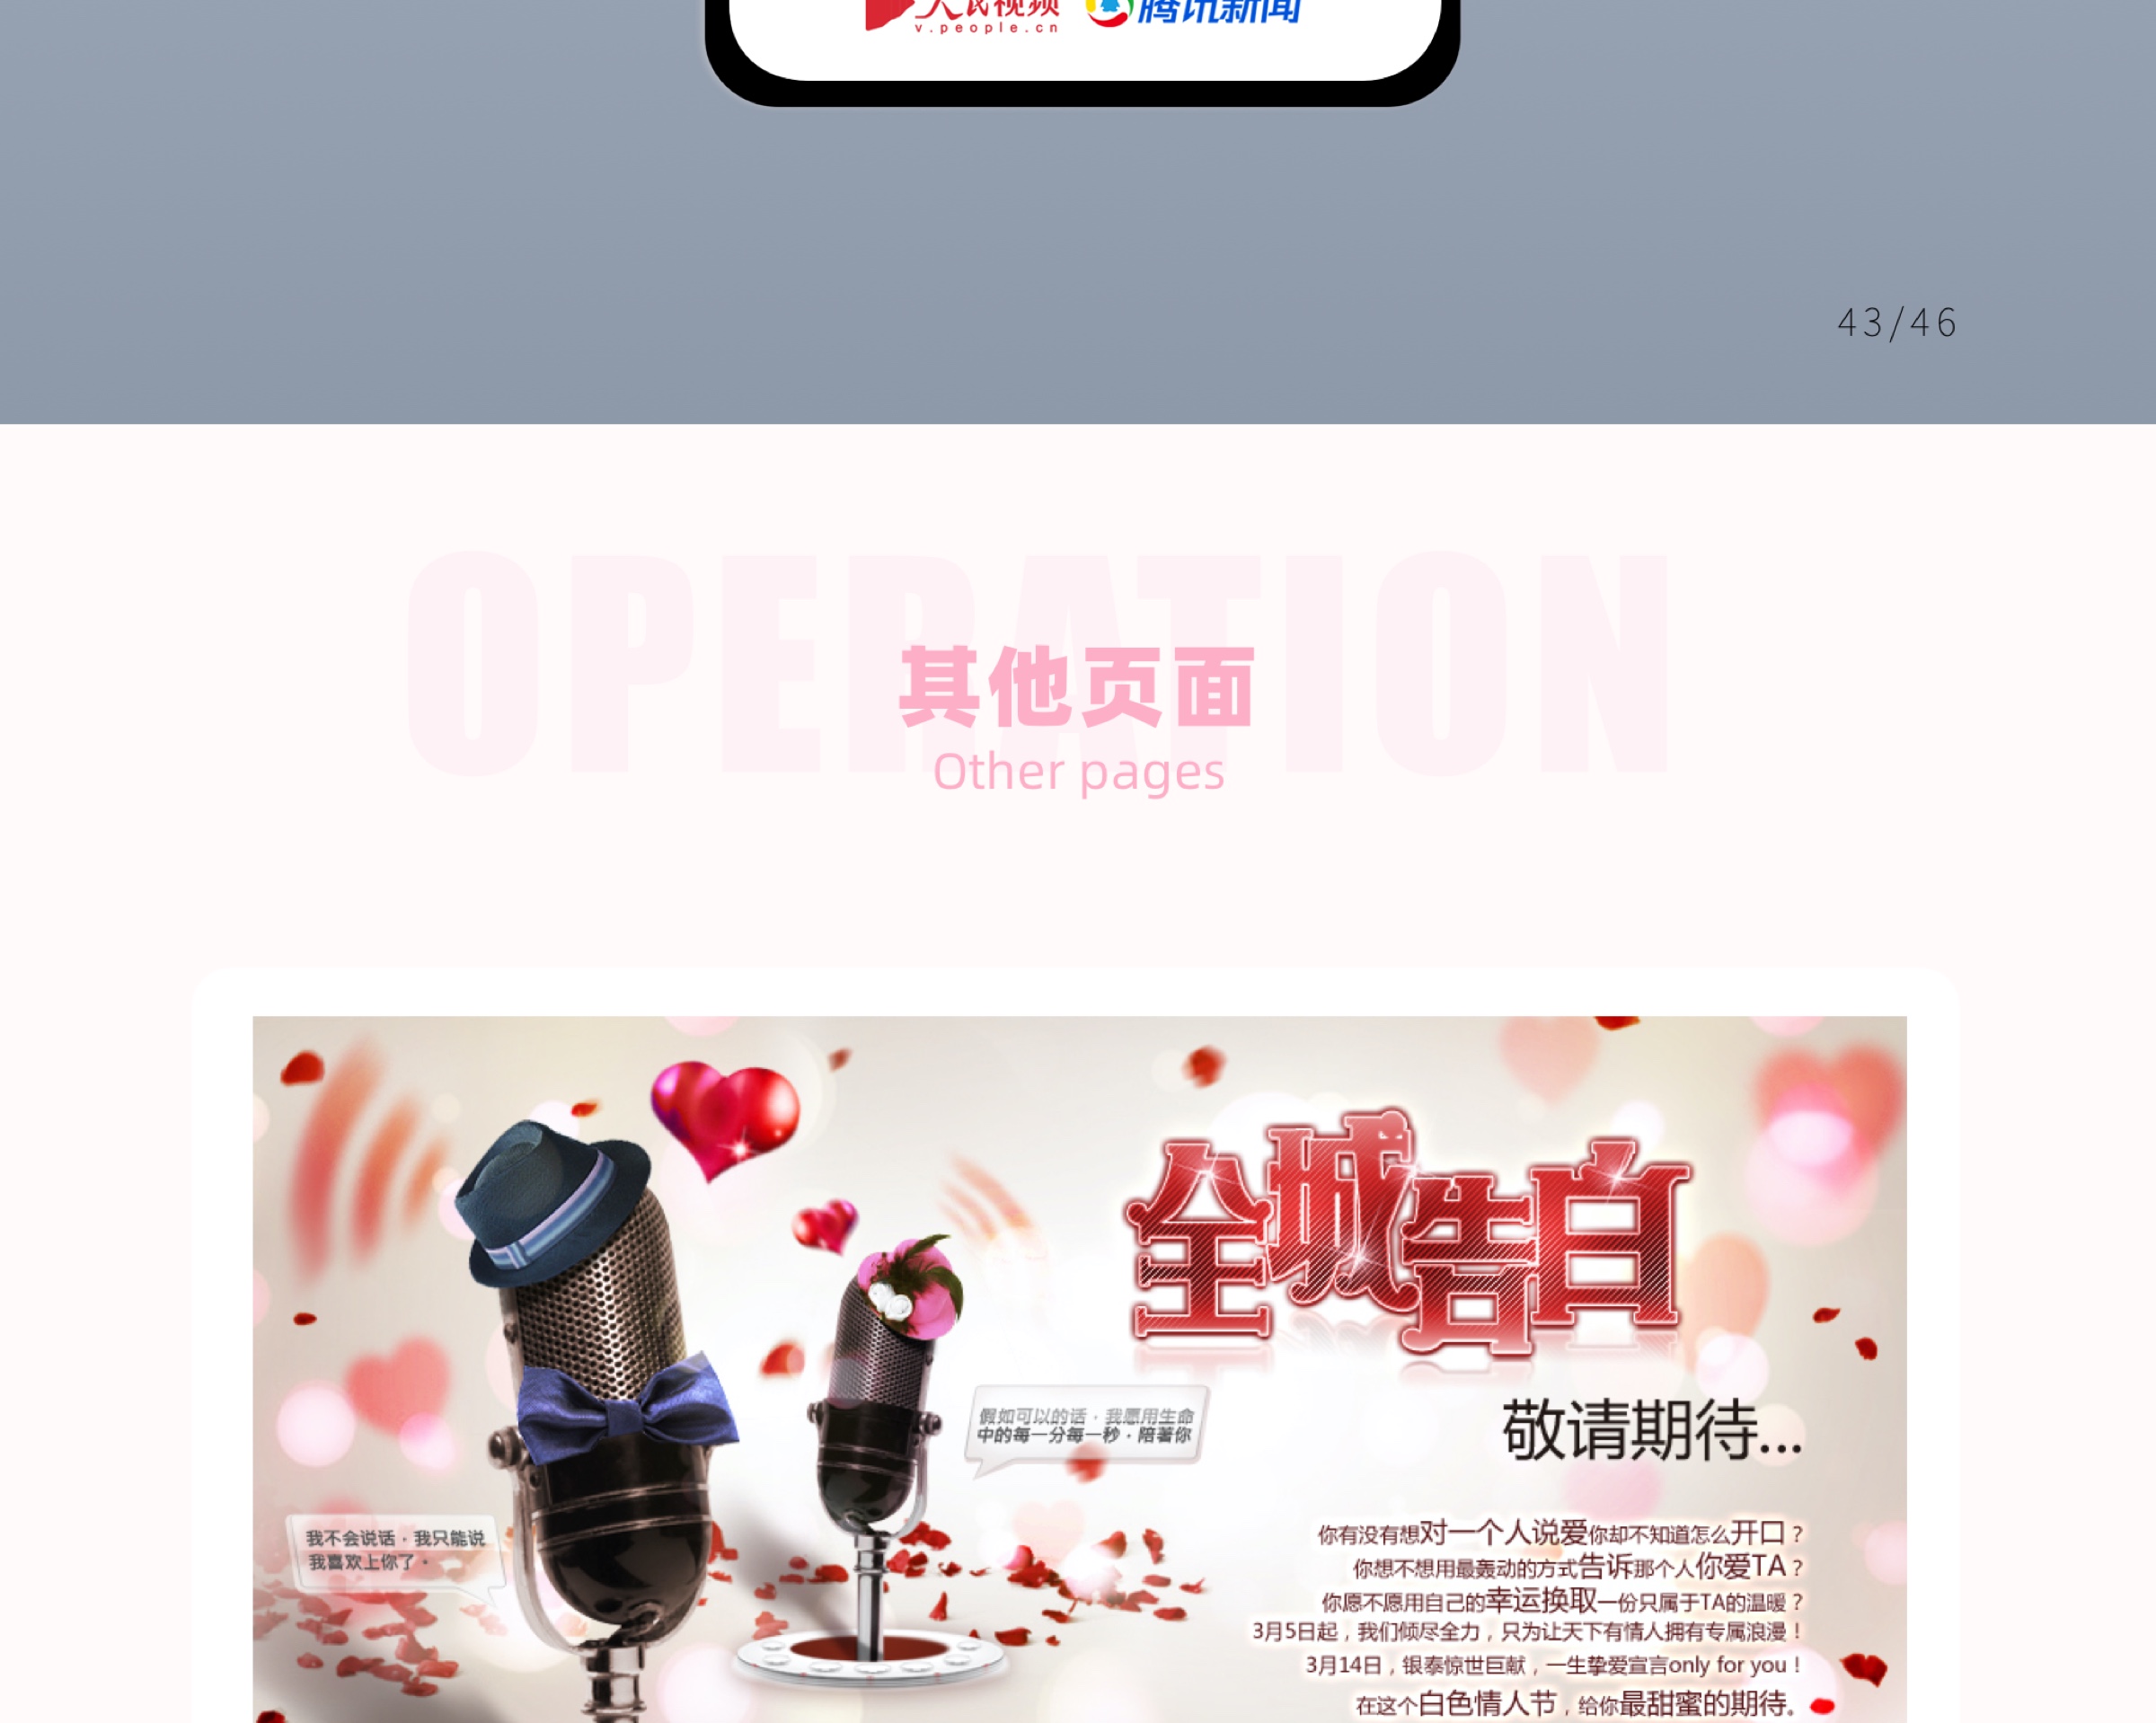 人民视频 腾讯新闻
v.people.cn
43/46
OPERATION
其他页面
Other pages
全城告白
敬请期待...
假如可以的话·我愿用生命
中的每一分每一秒·陪著你
我不会说话·我只能说
我喜欢上你了·
你有没有想对一个人说爱你却不知道怎么开口？
你想不想用最轰动的方式告诉那个人你爱TA？
你愿不愿用自己的幸运换取一份只属于TA的温暖？
3月5日起，我们倾尽全力，只为让天下有情人拥有专属浪漫！
3月14日，银泰惊世巨献，一生挚爱宣言only for you！
在这个白色情人节，给你最甜蜜的期待。